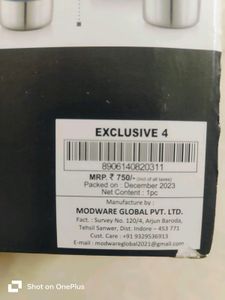 EXCLUSIVE 4
8906140820311
MRP. ₹ 750/- (incl of all taxes)
Packed on : December 2023
Net Content : 1pc
Manufacture by :
MODWARE GLOBAL PVT. LTD.
Fact. : Survey No. 120/4, Arjun Baroda,
Tehsil Sanwer, Dist. Indore - 453 771
Cust. Care : +91 9329536913
E-mail : modwareglobal2021@gmail.com
Shot on OnePlus